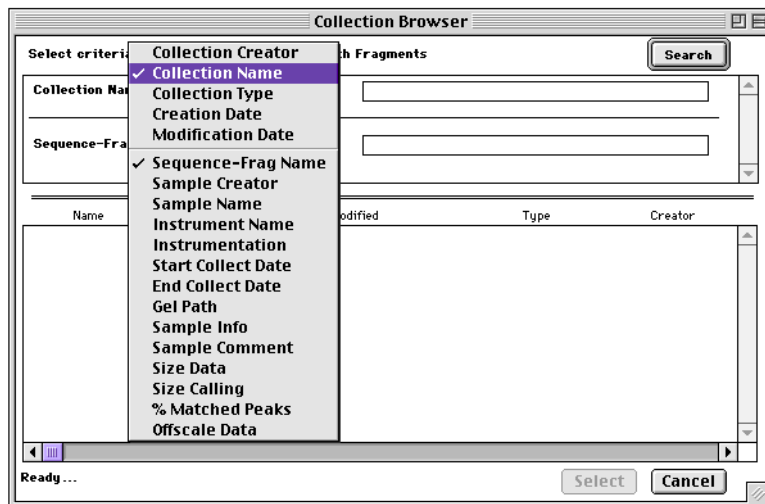 Collection Browser
Select criteria
h Fragments
Search
Collection Creator
✓ Collection Name
Collection Type
Creation Date
Modification Date
✓ Sequence-Frag Name
Sample Creator
Sample Name
Instrument Name
Instrumentation
Start Collect Date
End Collect Date
Gel Path
Sample Info
Sample Comment
Size Data
Size Calling
% Matched Peaks
Offscale Data
Collection Na
Sequence-Fra
Name
odified
Type
Creator
Ready...
Select
Cancel